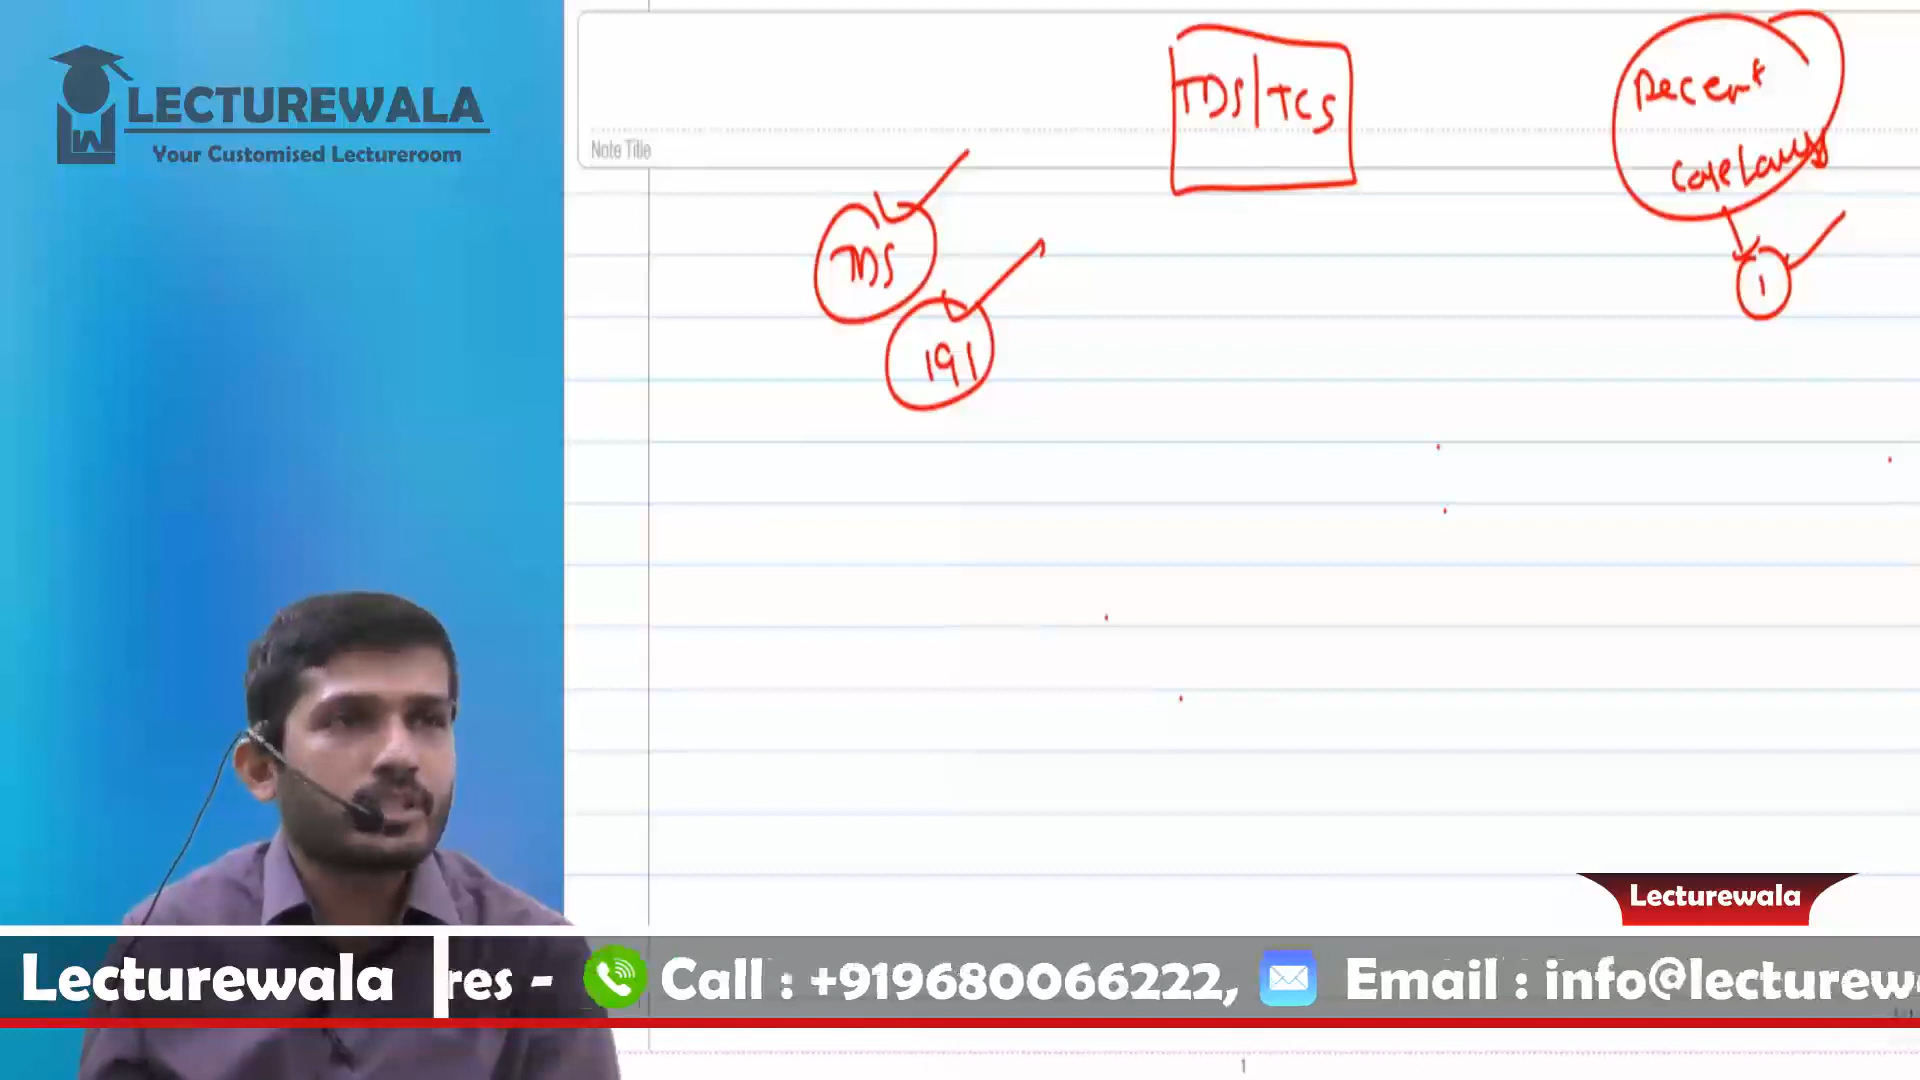 LECTUREWALA
Your Customised Lectureroom
Note Title
TDS|TCS
Recent
Case Laws
1
TDS
191
Lecturewala
Lecturewala
res - Call : +919680066222, Email : info@lecturew
1